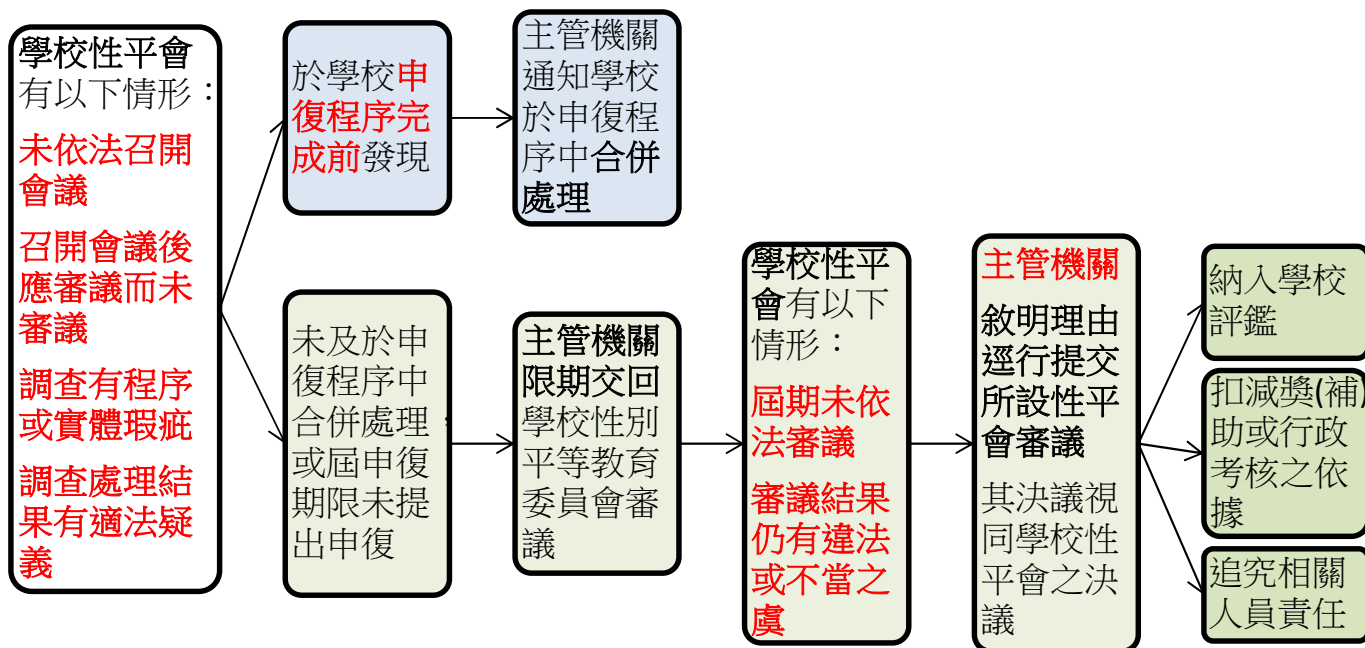 學校性平會
有以下情形：
未依法召開
會議
召開會議後
應審議而未
審議
調查有程序
或實體瑕疵
調查處理結
果有適法疑
義
於學校申
復程序完
成前發現
主管機關
通知學校
於申復程
序中合併
處理
未及於申
復程序中
合併處理，
或屆申復
期限未提
出申復
主管機關
限期交回
學校性別
平等教育
委員會審
議
學校性平
會有以下
情形：
屆期未依
法審議
審議結果
仍有違法
或不當之
虞
主管機關
敘明理由
逕行提交
所設性平
會審議
其決議視
同學校性
平會之決
議
納入學校
評鑑
扣減獎(補)
助或行政
考核之依
據
追究相關
人員責任